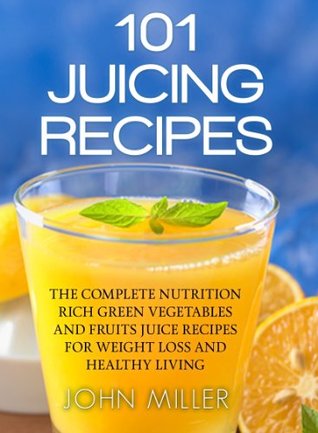 101
JUICING
RECIPES
THE COMPLETE NUTRITION
RICH GREEN VEGETABLES
AND FRUITS JUICE RECIPES
FOR WEIGHT LOSS AND
HEALTHY LIVING
JOHN MILLER